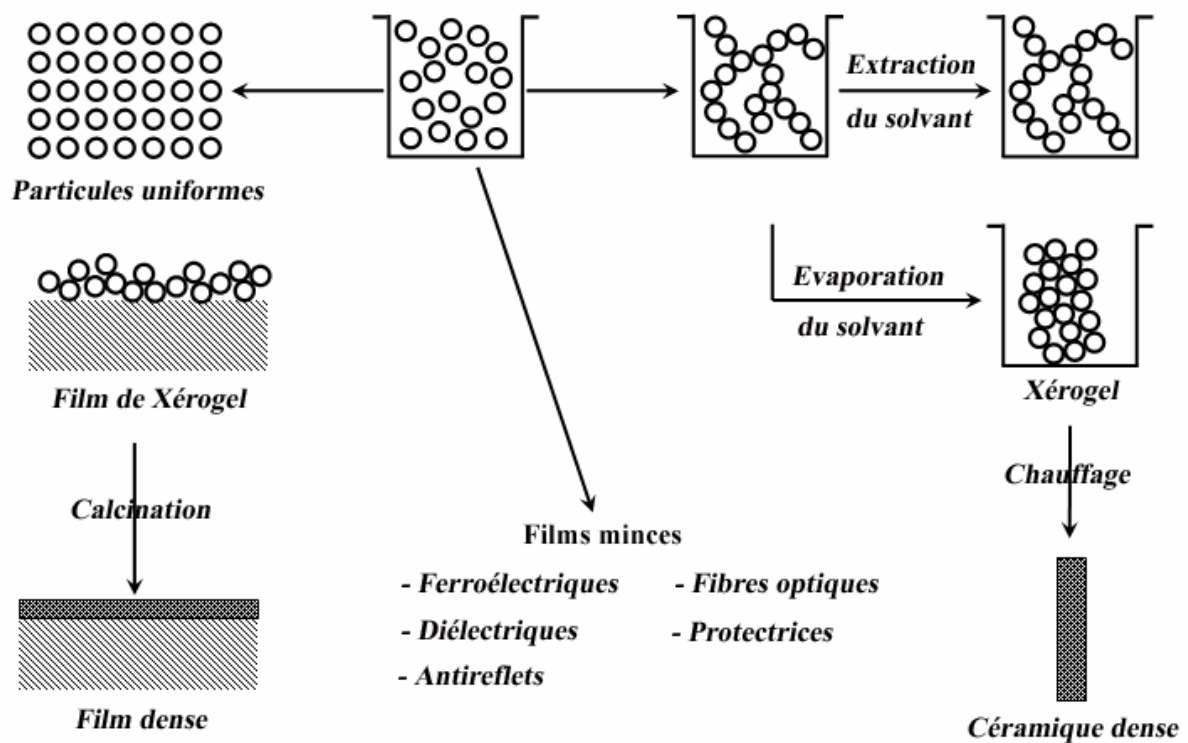 Extraction
du solvant
Particules uniformes
Evaporation
du solvant
Film de Xérogel
Xérogel
Calcination
Chauffage
Films minces
- Ferroélectriques
- Fibres optiques
- Diélectriques
- Protectrices
- Antireflets
Film dense
Céramique dense